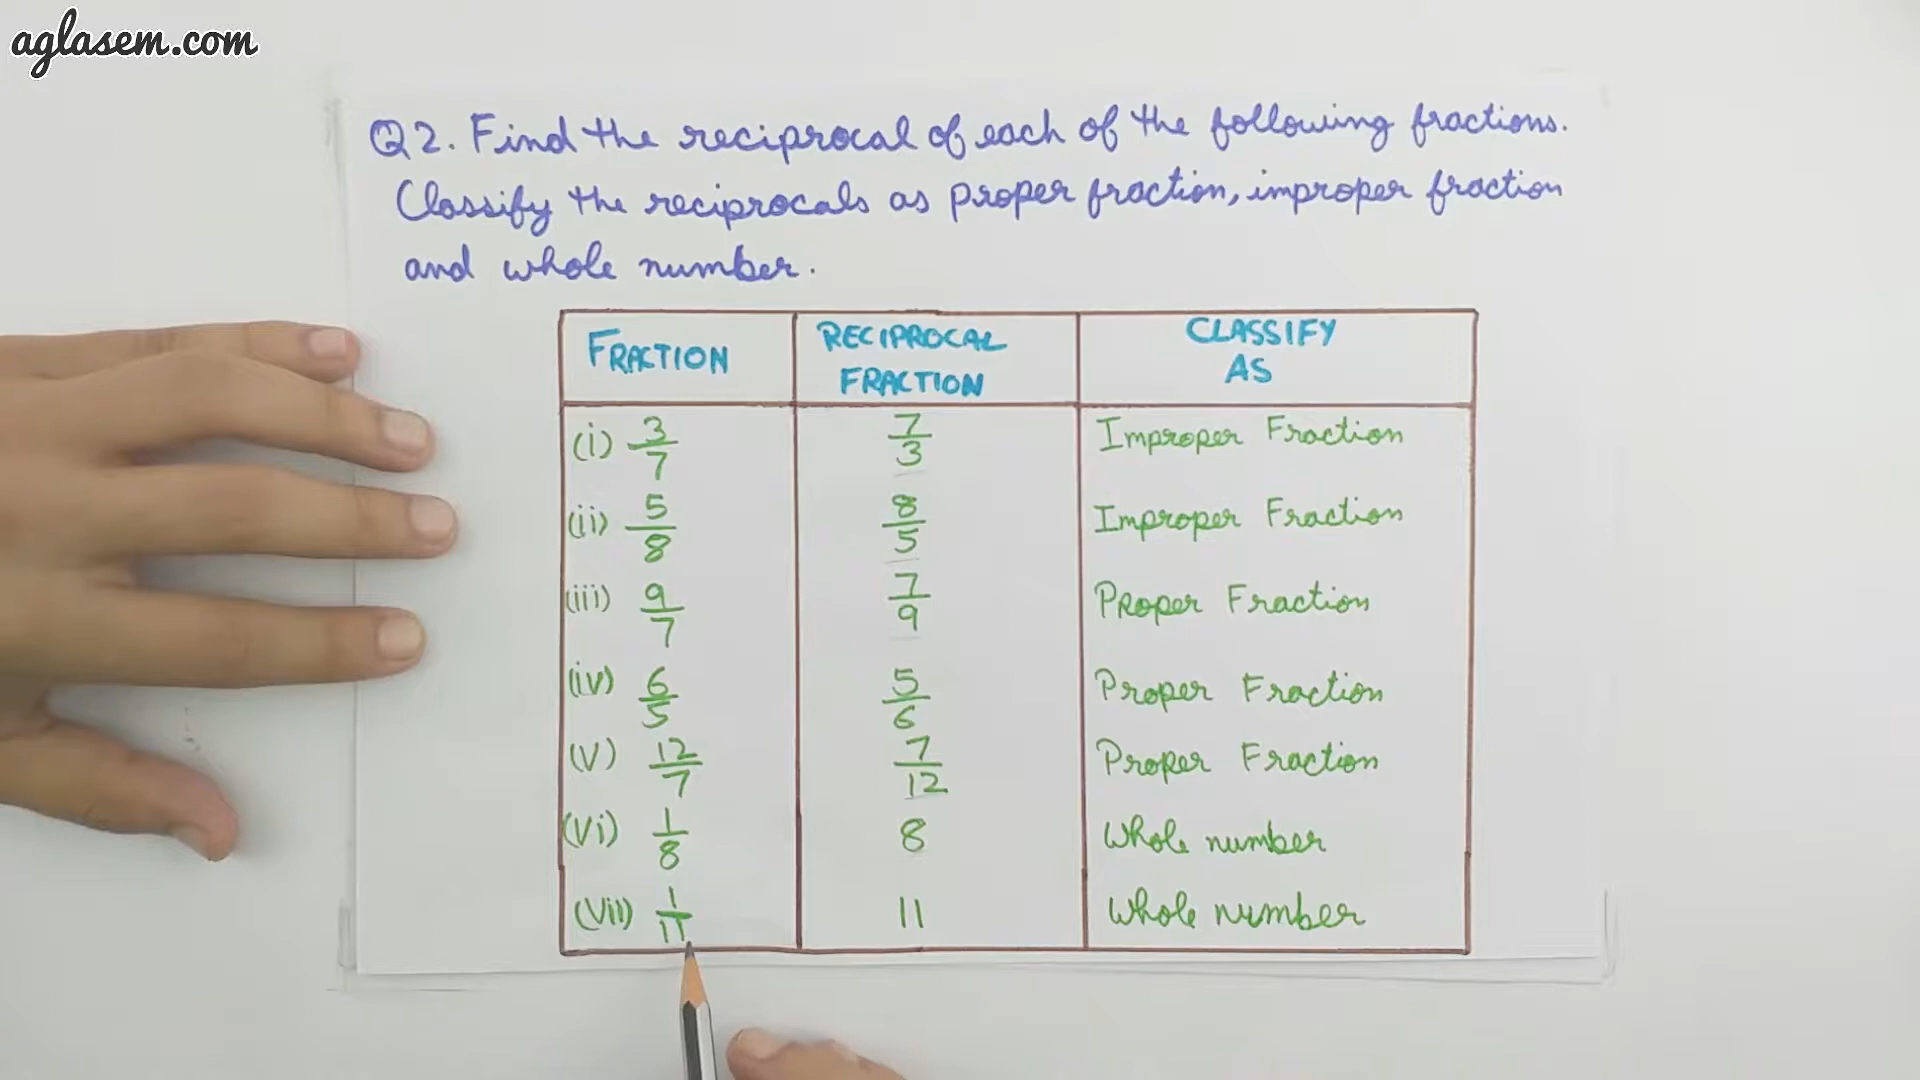 aglasem.com
Q2. Find the reciprocal of each of the following fractions.
Classify the reciprocals as proper fraction, improper fraction
and whole number.
FRACTION RECIPROCAL FRACTION CLASSIFY AS
(i) 3/7 7/3 Improper Fraction
(ii) 5/8 8/5 Improper Fraction
(iii) 9/7 7/9 Proper Fraction
(iv) 6/5 5/6 Proper Fraction
(v) 12/7 7/12 Proper Fraction
(vi) 1/8 8 Whole number
(vii) 1/11 11 Whole number